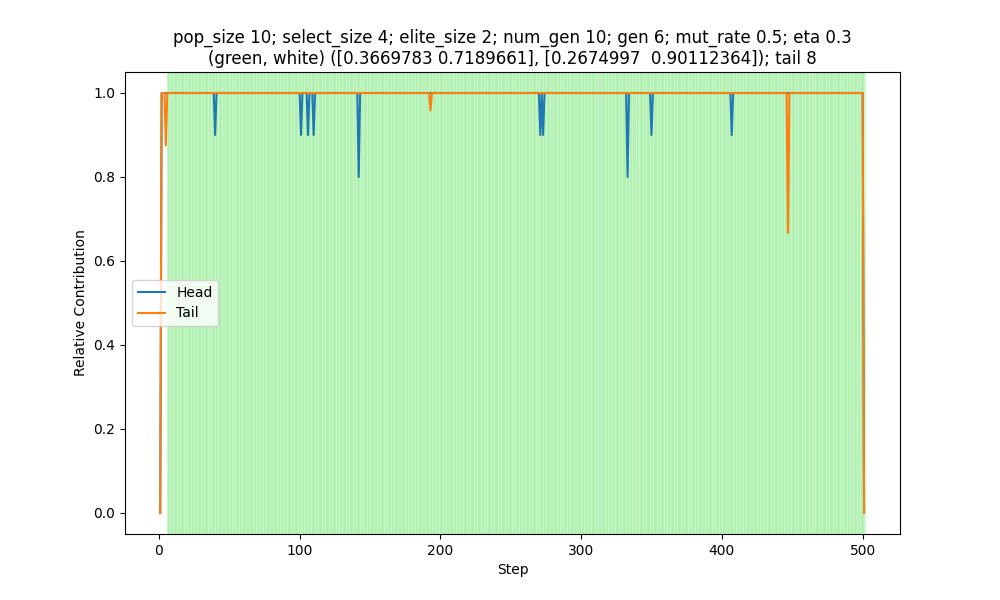 pop_size 10; select_size 4; elite_size 2; num_gen 10; gen 6; mut_rate 0.5; eta 0.3
(green, white) ([0.3669783 0.7189661], [0.2674997  0.90112364]); tail 8
1.0
0.8
0.6
0.4
0.2
0.0
Relative Contribution
Head
Tail
0
100
200
300
400
500
Step